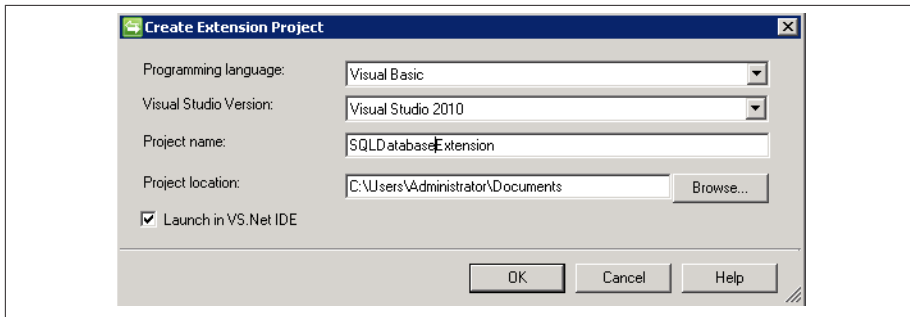 Create Extension Project
Programming language: Visual Basic
Visual Studio Version: Visual Studio 2010
Project name: SQLDatabaseExtension
Project location: C:\Users\Administrator\Documents Browse...
Launch in VS.Net IDE
OK Cancel Help